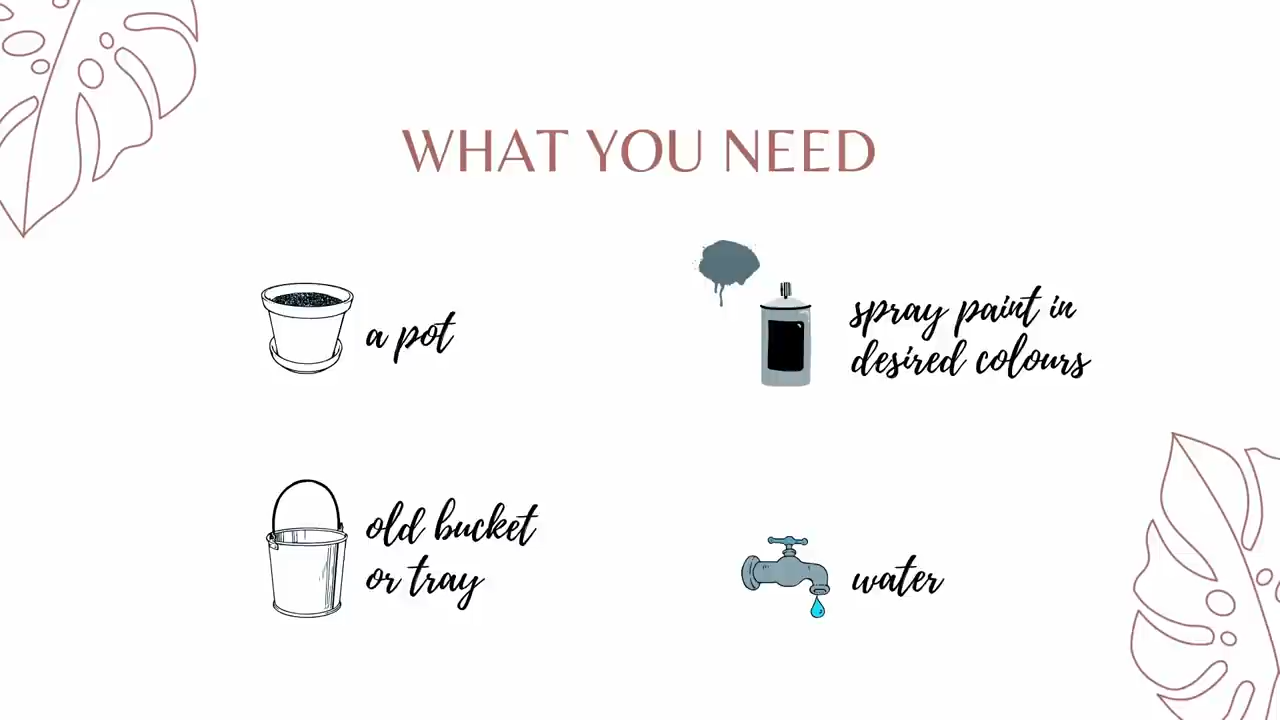 WHAT YOU NEED
a pot
spray paint in
desired colours
old bucket
or tray
water